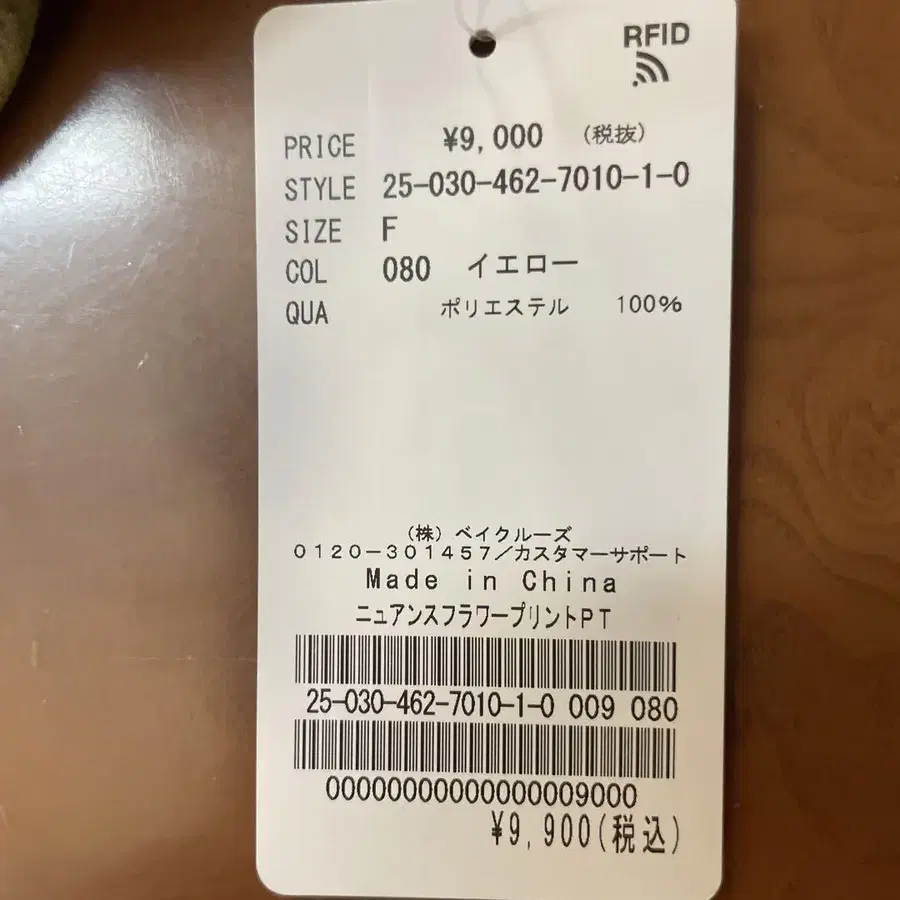 RFID
PRICE ¥9,000 (税抜)
STYLE 25-030-462-7010-1-0
SIZE F
COL 080 イエロー
QUA ポリエステル 100%
(株) ベイクルーズ
0120-301457/カスタマーサポート
Made in China
ニュアンスフラワープリントPT
25-030-462-7010-1-0 009 080
00000000000000009000
¥9,900(税込)